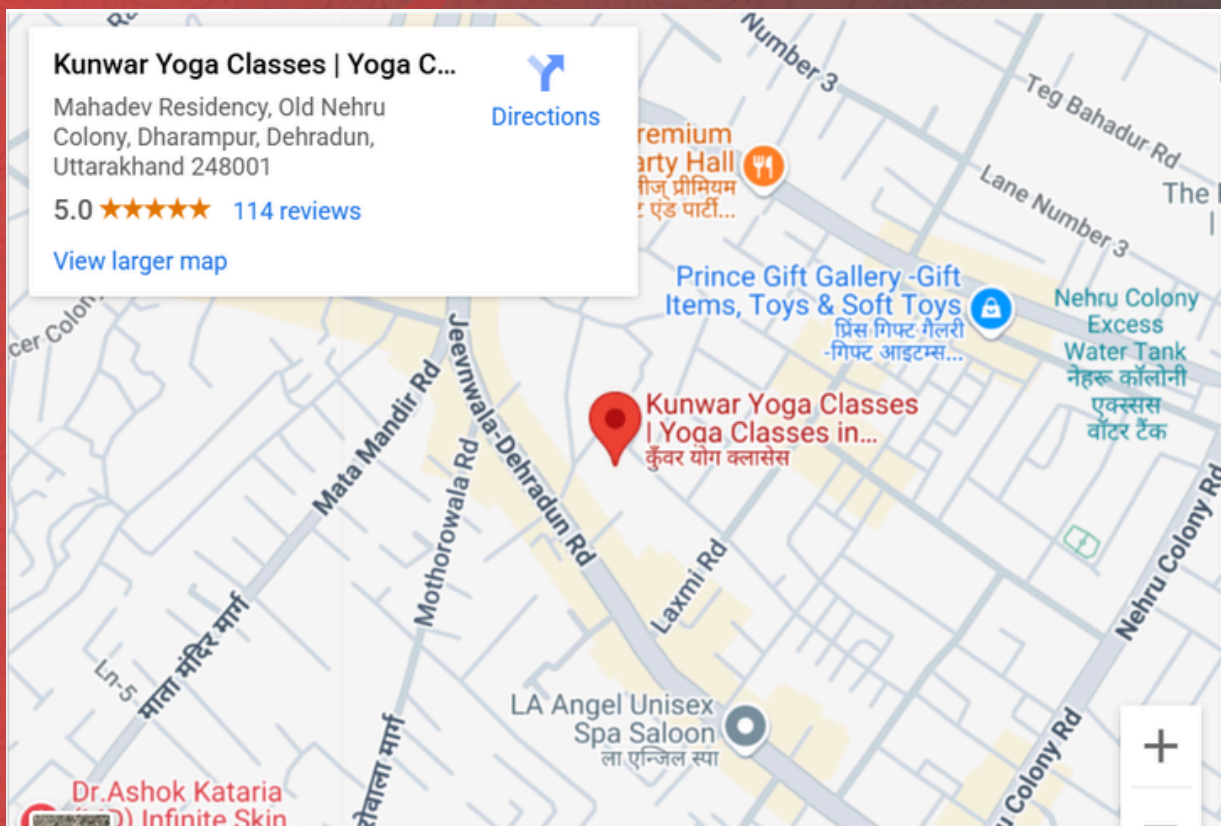 Kunwar Yoga Classes | Yoga C...
Mahadev Residency, Old Nehru
Colony, Dharampur, Dehradun,
Uttarakhand 248001
5.0 ★★★★★ 114 reviews
View larger map
Directions
Number 3
Teg Bahadur Rd
Lane Number 3
The
प्रीमियम
एंड पार्टी...
Prince Gift Gallery -Gift
Items, Toys & Soft Toys
प्रिंस गिफ्ट गैलरी
-गिफ्ट आइटम्स...
Nehru Colony
Excess
Water Tank
नेहरू कॉलोनी
एक्स्सस
वॉटर टैंक
Jeevnwala-Dehradun Rd
Mata Mandir Rd
Mothorowala Rd
Kunwar Yoga Classes
| Yoga Classes in...
कुँवर योग क्लासेस
Laxmi Rd
Nehru Colony Rd
Ln-5
माता मंदिर मार्ग
LA Angel Unisex
Spa Saloon
ला एन्जिल स्पा
Colony Rd
मार्ग
Dr.Ashok Kataria
Infinite Skin
+